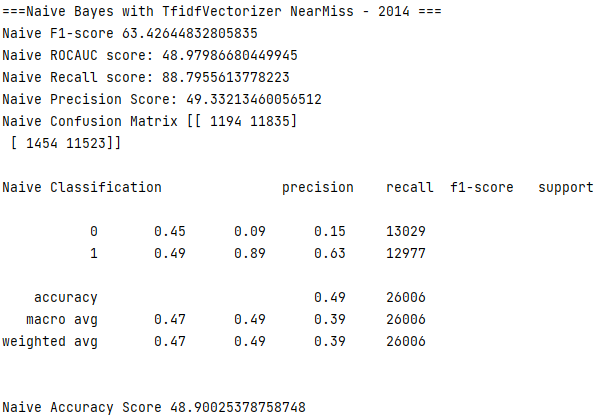 ===Naive Bayes with TfidfVectorizer NearMiss - 2014 ===
Naive F1-score 63.42644832805835
Naive ROCAUC score: 48.97986680449945
Naive Recall score: 88.7955613778223
Naive Precision Score: 49.33213460056512
Naive Confusion Matrix [[ 1194 11835]
 [ 1454 11523]]
Naive Classification               precision    recall  f1-score   support
           0       0.45      0.09      0.15     13029
           1       0.49      0.89      0.63     12977
    accuracy                           0.49     26006
   macro avg       0.47      0.49      0.39     26006
weighted avg       0.47      0.49      0.39     26006
Naive Accuracy Score 48.90025378758748